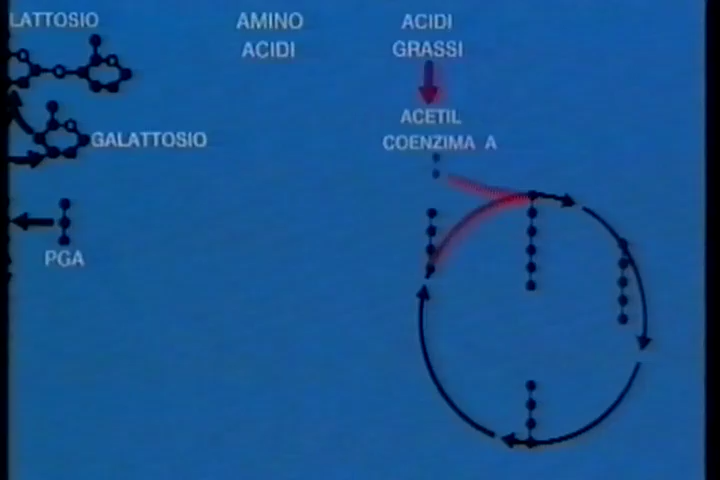 LATTOSIO
AMINO
ACIDI
ACIDI
GRASSI
ACETIL
COENZIMA A
GALATTOSIO
PGA